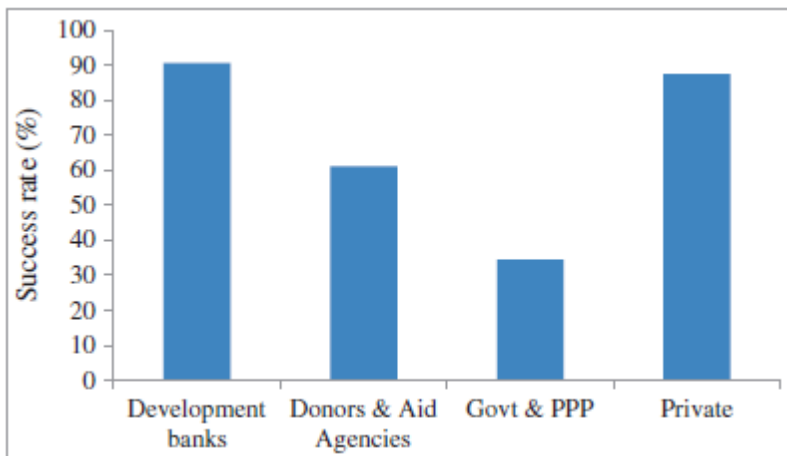 Success rate (%)
100
90
80
70
60
50
40
30
20
10
0
Development banks
Donors & Aid Agencies
Govt & PPP
Private